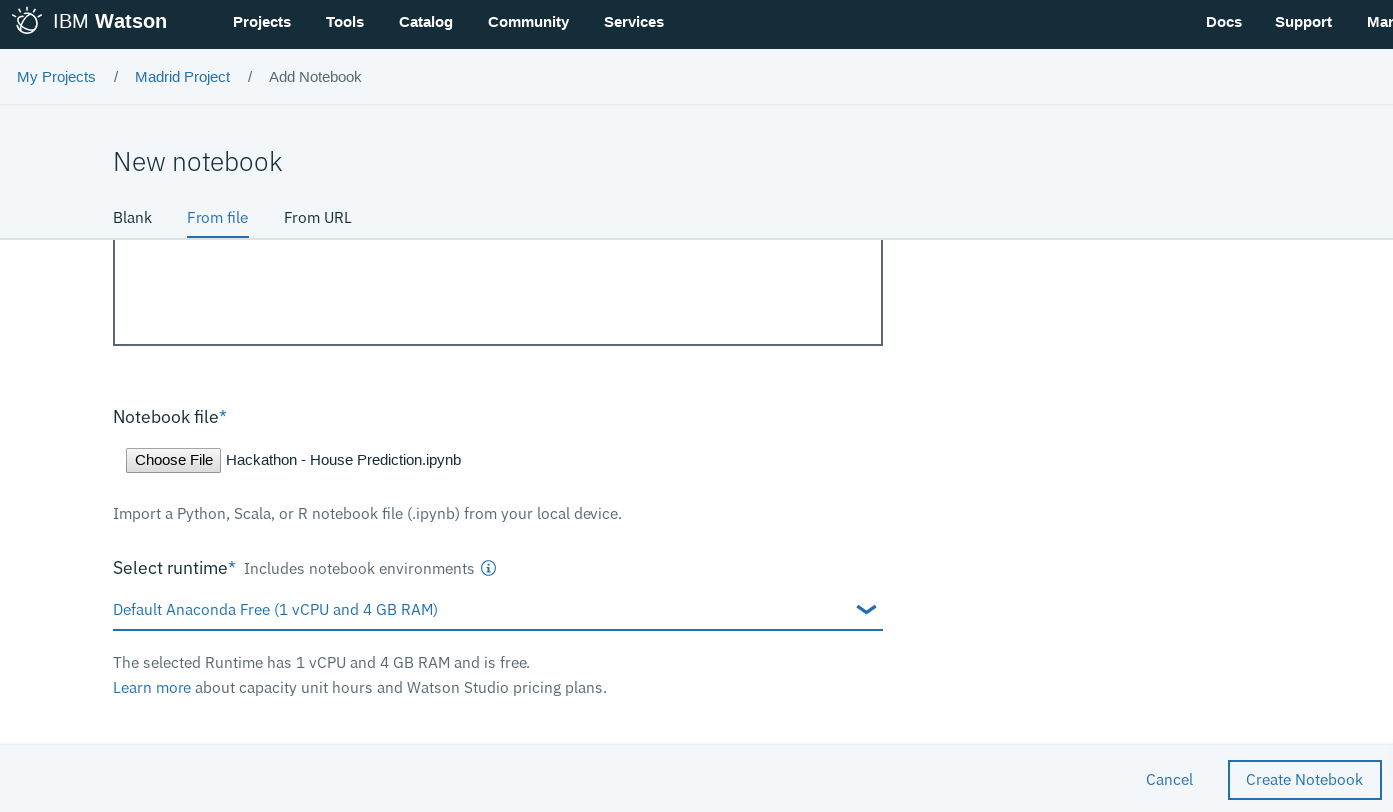 IBM Watson Projects Tools Catalog Community Services Docs Support
My Projects / Madrid Project / Add Notebook
New notebook
Blank From file From URL
Notebook file*
Choose File Hackathon - House Prediction.ipynb
Import a Python, Scala, or R notebook file (.ipynb) from your local device.
Select runtime* Includes notebook environments
Default Anaconda Free (1 vCPU and 4 GB RAM)
The selected Runtime has 1 vCPU and 4 GB RAM and is free.
Learn more about capacity unit hours and Watson Studio pricing plans.
Cancel Create Notebook